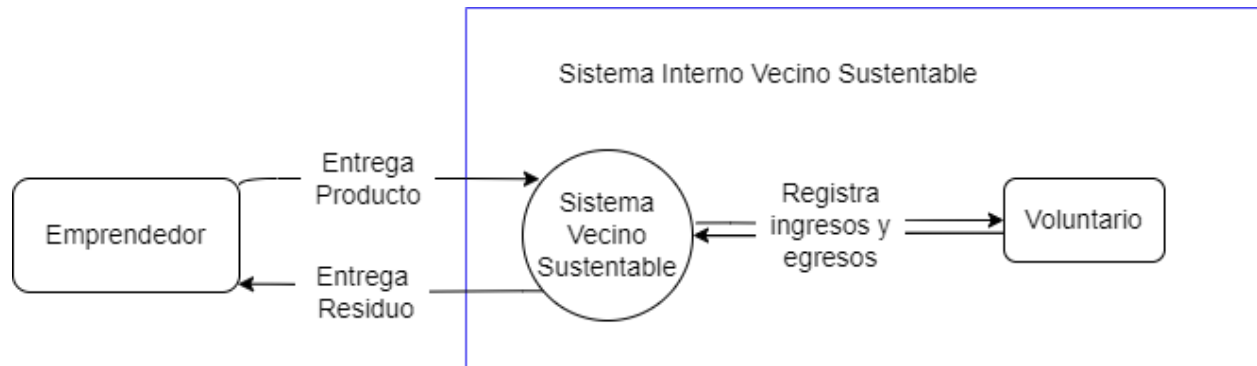 Sistema Interno Vecino Sustentable
Entrega
Producto
Emprendedor
Entrega
Residuo
Sistema
Vecino
Sustentable
Registra
ingresos y
egresos
Voluntario